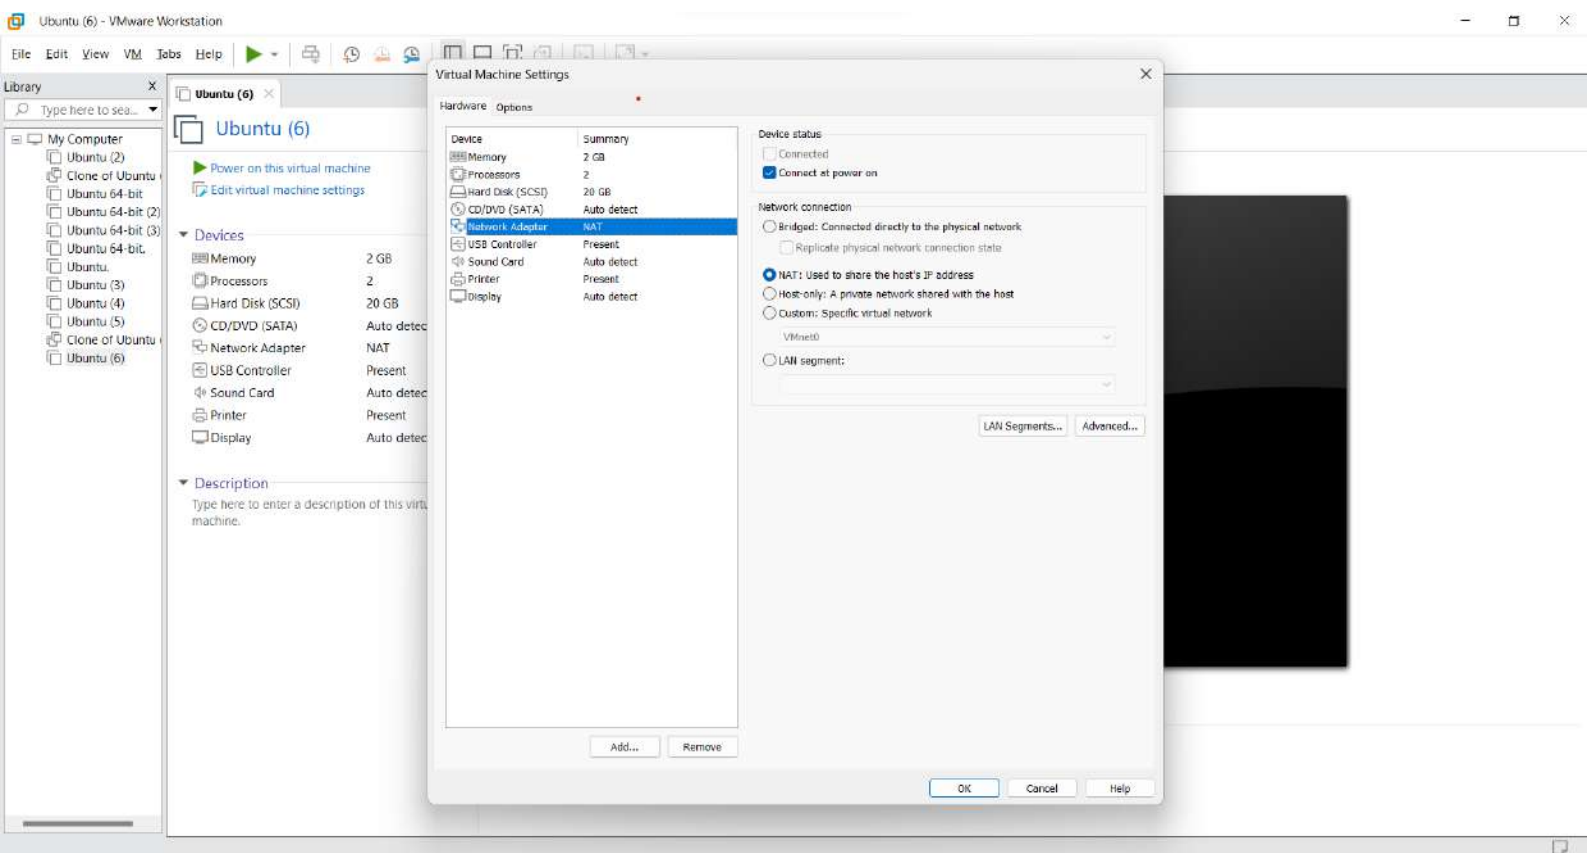 Ubuntu (6) - VMware Workstation
File Edit View VM Tabs Help
Library X
Type here to sea...
My Computer
Ubuntu (2)
Clone of Ubuntu
Ubuntu 64-bit
Ubuntu 64-bit (2)
Ubuntu 64-bit (3)
Ubuntu 64-bit.
Ubuntu.
Ubuntu (3)
Ubuntu (4)
Ubuntu (5)
Clone of Ubuntu
Ubuntu (6)
Ubuntu (6)
Ubuntu (6)
Power on this virtual machine
Edit virtual machine settings
Devices
Memory 2 GB
Processors 2
Hard Disk (SCSI) 20 GB
CD/DVD (SATA) Auto detec
Network Adapter NAT
USB Controller Present
Sound Card Auto detec
Printer Present
Display Auto detec
Description
Type here to enter a description of this virtu
machine.
Virtual Machine Settings
Hardware Options
Device Summary
Memory 2 GB
Processors 2
Hard Disk (SCSI) 20 GB
CD/DVD (SATA) Auto detect
Network Adapter NAT
USB Controller Present
Sound Card Auto detect
Printer Present
Display Auto detect
Add... Remove
Device status
Connected
Connect at power on
Network connection
Bridged: Connected directly to the physical network
Replicate physical network connection state
NAT: Used to share the host's IP address
Host-only: A private network shared with the host
Custom: Specific virtual network
VMnet0
LAN segment:
LAN Segments... Advanced...
OK Cancel Help